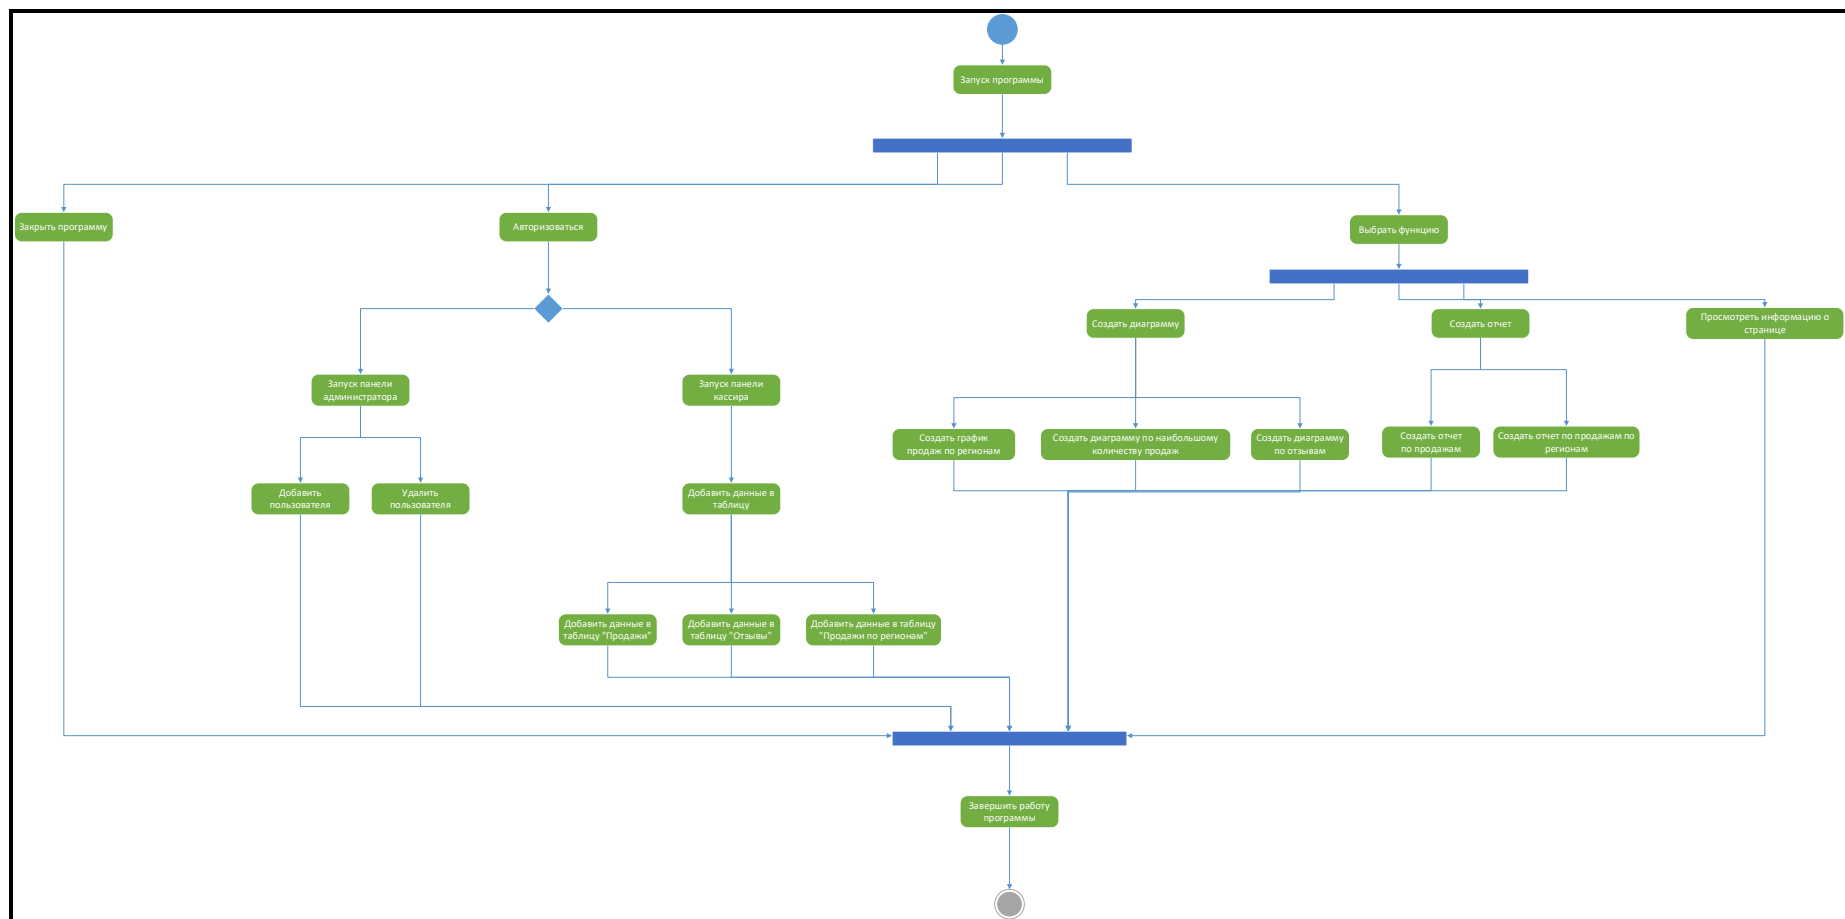 Запуск программы
Закрыть программу
Авторизоваться
Выбрать функцию
Создать диаграмму
Создать отчет
Просмотреть информацию о
странице
Запуск панели
администратора
Запуск панели
кассира
Создать график
продаж по регионам
Создать диаграмму по наибольшому
количеству продаж
Создать диаграмму
по отзывам
Создать отчет
по продажам
Создать отчет по продажам по
регионам
Добавить
пользователя
Удалить
пользователя
Добавить данные в
таблицу
Добавить данные в
таблицу "Продажи"
Добавить данные в
таблицу "Отзывы"
Добавить данные в таблицу
"Продажи по регионам"
Завершить работу
программы